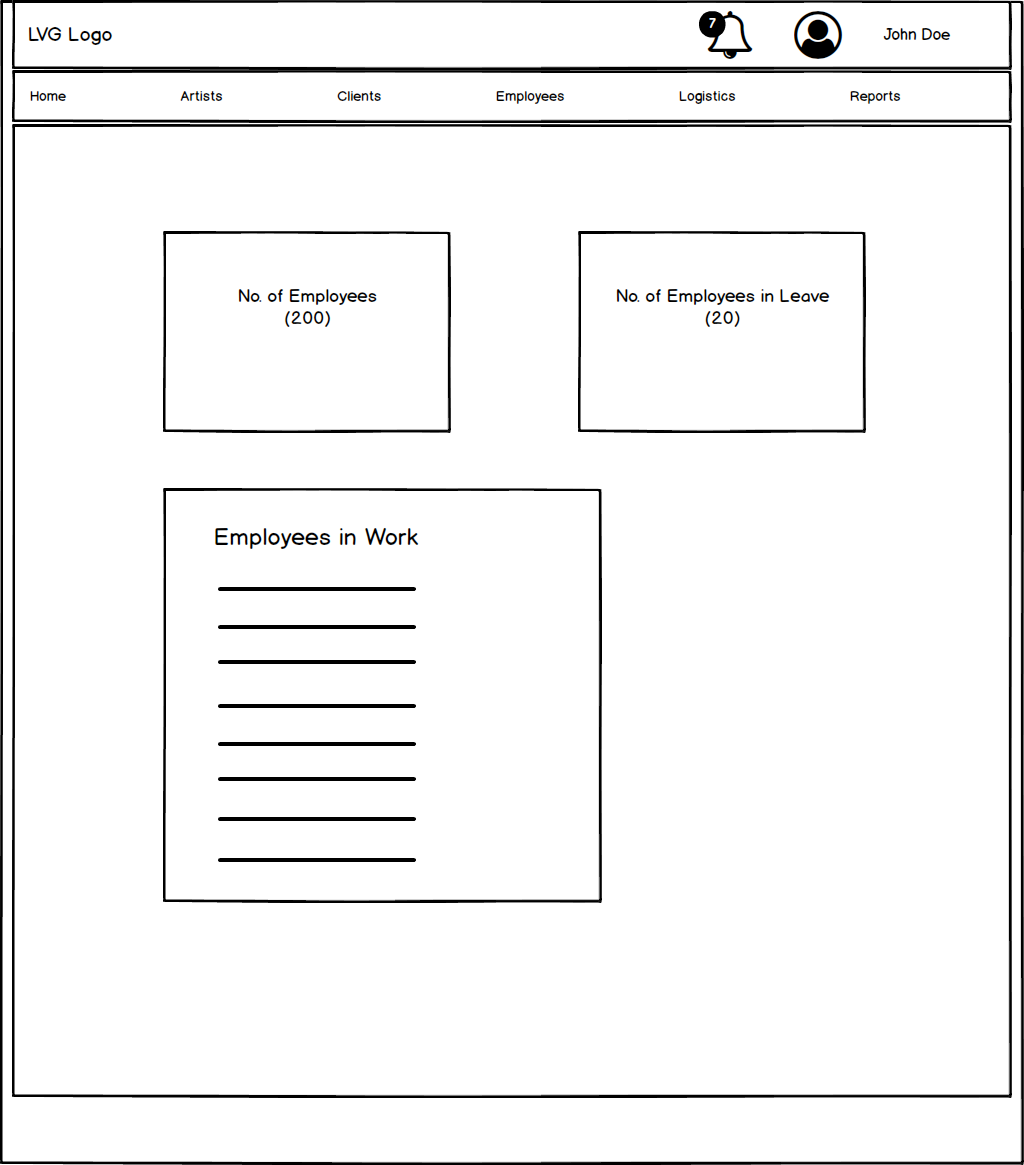 LVG Logo
7
John Doe
Home Artists Clients Employees Logistics Reports
No. of Employees
(200)
No. of Employees in Leave
(20)
Employees in Work